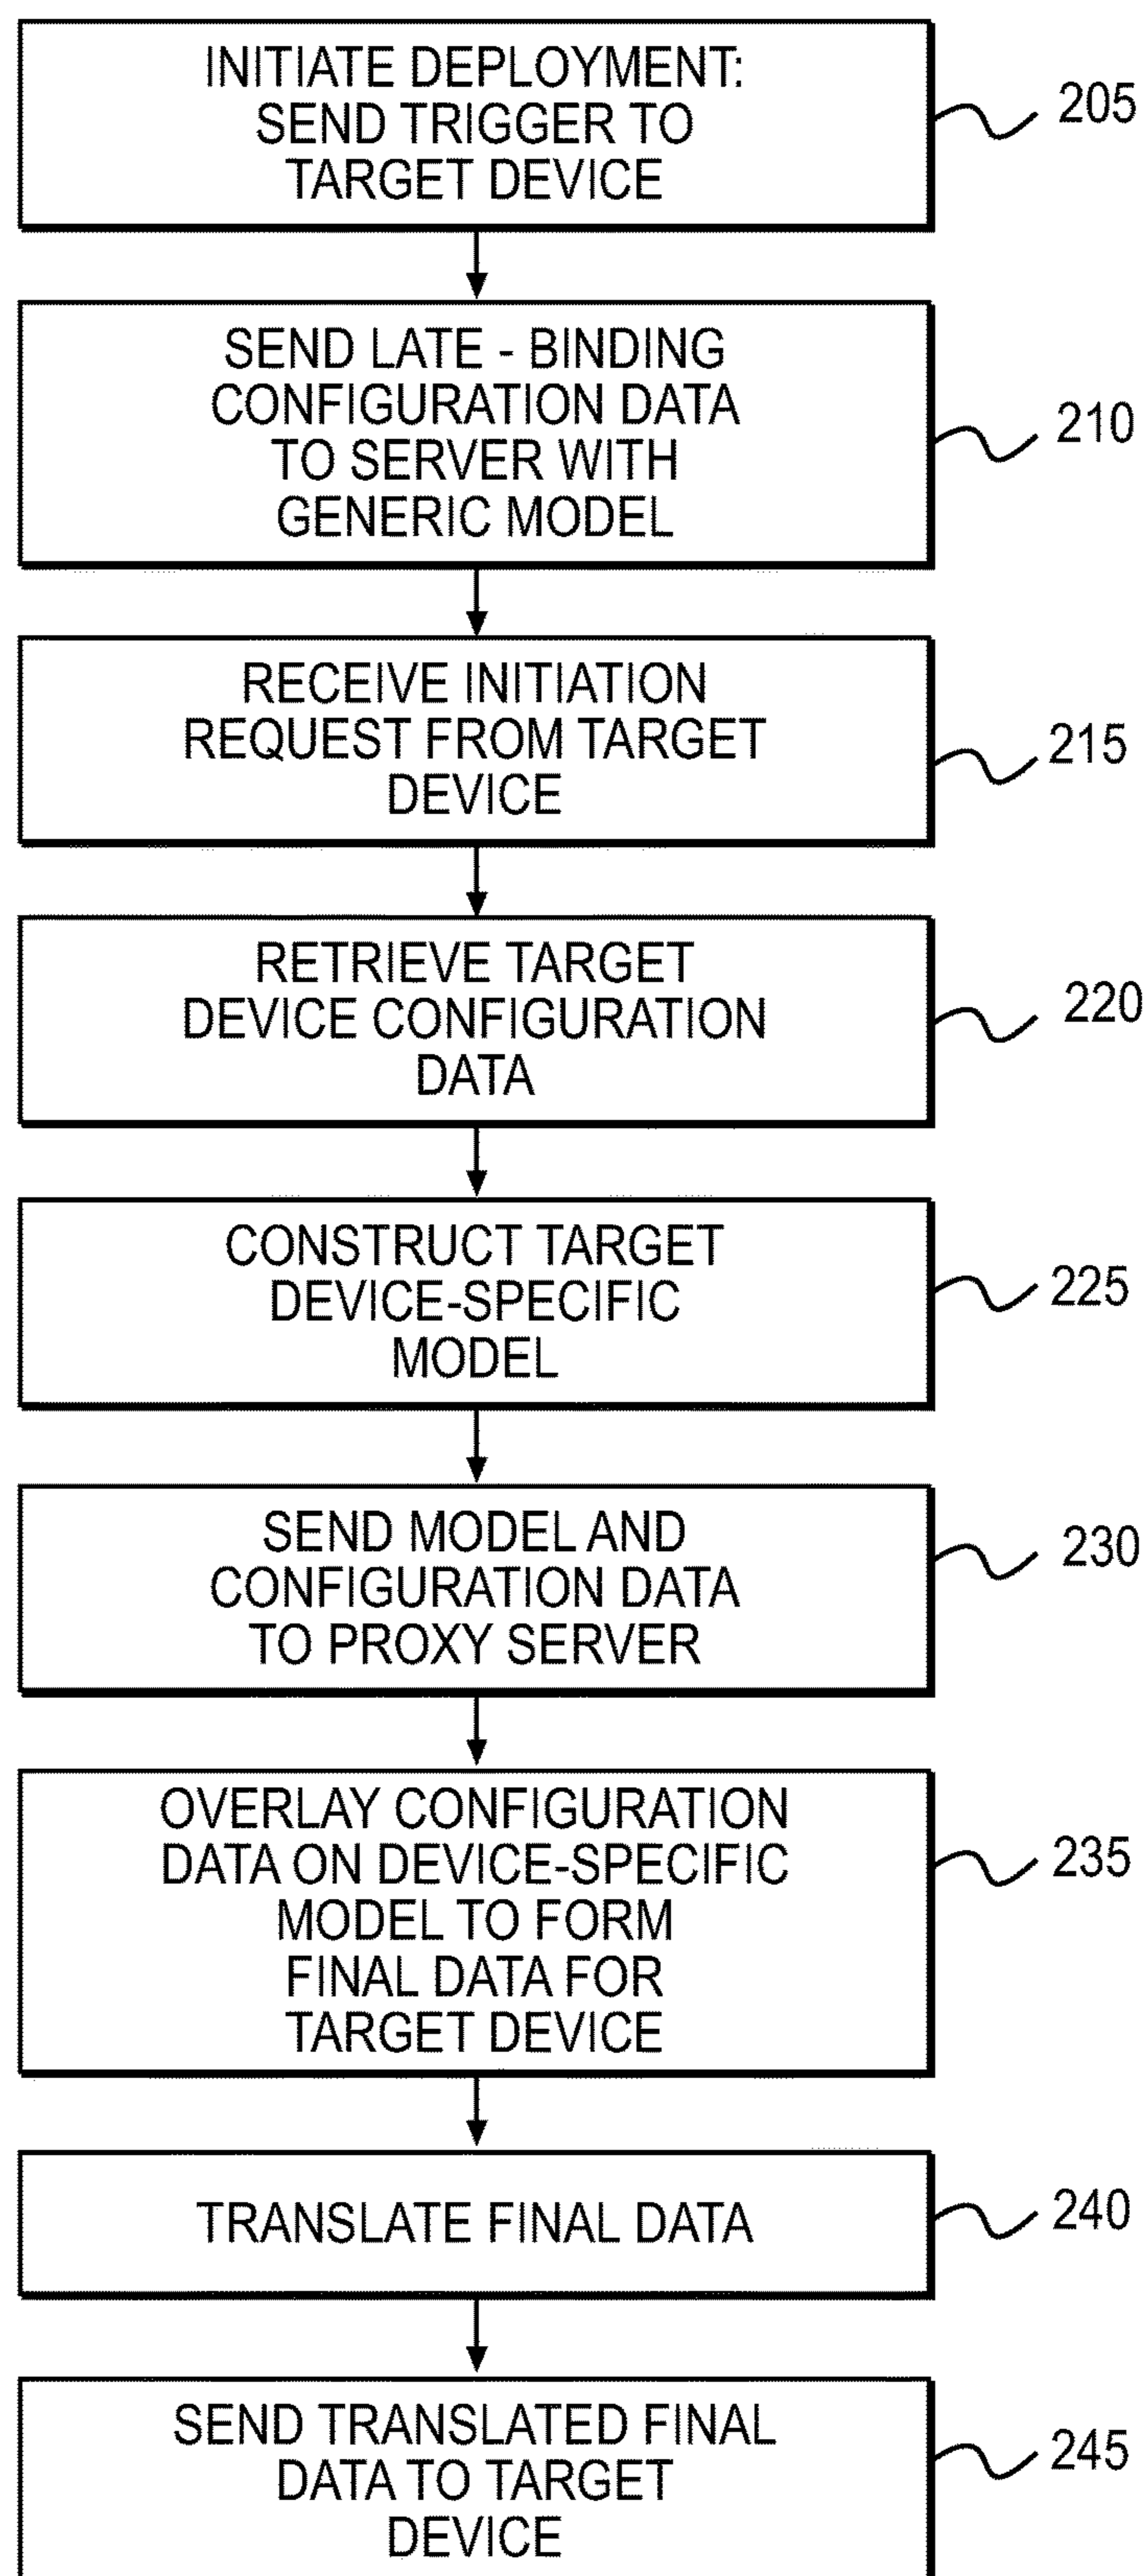 INITIATE DEPLOYMENT:
SEND TRIGGER TO
TARGET DEVICE
205
SEND LATE - BINDING
CONFIGURATION DATA
TO SERVER WITH
GENERIC MODEL
210
RECEIVE INITIATION
REQUEST FROM TARGET
DEVICE
215
RETRIEVE TARGET
DEVICE CONFIGURATION
DATA
220
CONSTRUCT TARGET
DEVICE-SPECIFIC
MODEL
225
SEND MODEL AND
CONFIGURATION DATA
TO PROXY SERVER
230
OVERLAY CONFIGURATION
DATA ON DEVICE-SPECIFIC
MODEL TO FORM
FINAL DATA FOR
TARGET DEVICE
235
TRANSLATE FINAL DATA
240
SEND TRANSLATED FINAL
DATA TO TARGET
DEVICE
245